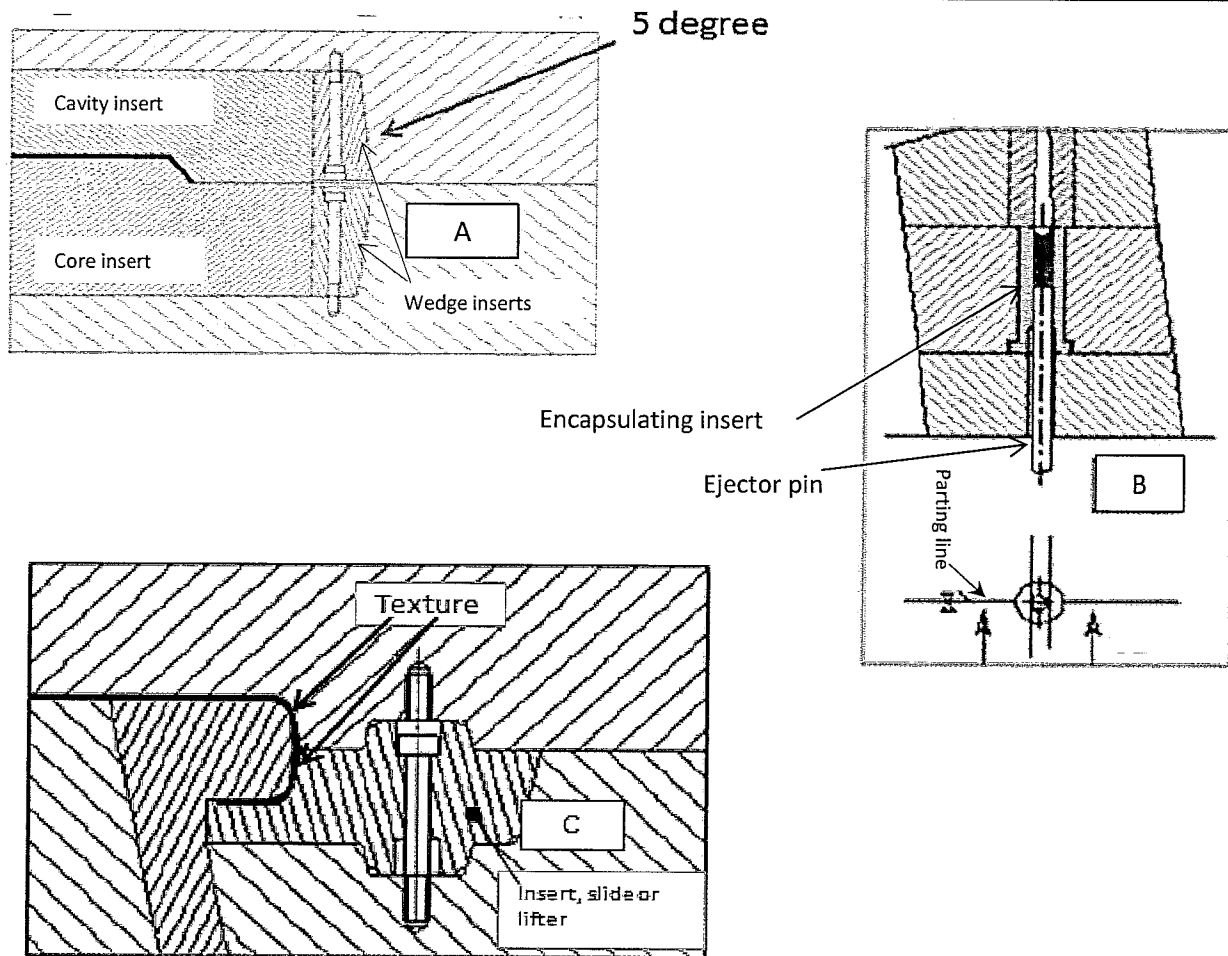 5 degree
Cavity insert
Core insert
A
Wedge inserts
Encapsulating insert
Ejector pin
B
Parting line
Texture
C
Insert, slide or
lifter